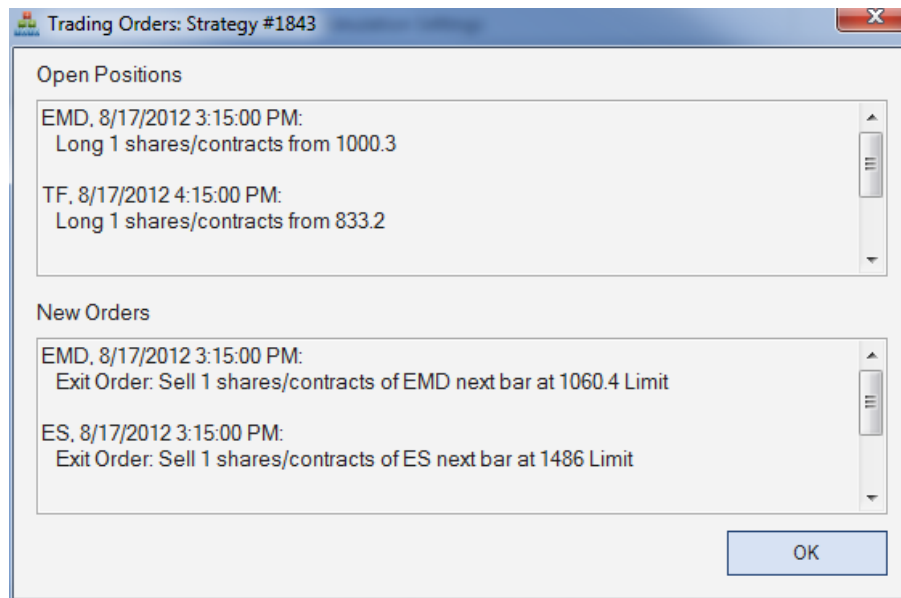 Trading Orders: Strategy #1843
Open Positions
EMD, 8/17/2012 3:15:00 PM:
Long 1 shares/contracts from 1000.3
TF, 8/17/2012 4:15:00 PM:
Long 1 shares/contracts from 833.2
New Orders
EMD, 8/17/2012 3:15:00 PM:
Exit Order: Sell 1 shares/contracts of EMD next bar at 1060.4 Limit
ES, 8/17/2012 3:15:00 PM:
Exit Order: Sell 1 shares/contracts of ES next bar at 1486 Limit
OK